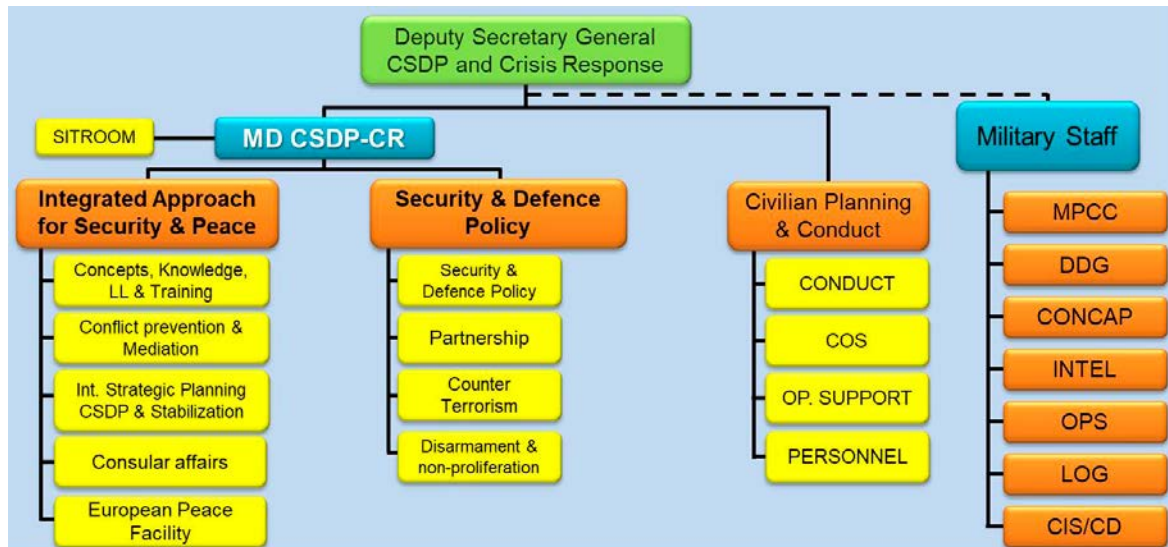 Deputy Secretary General
CSDP and Crisis Response
SITROOM
MD CSDP-CR
Military Staff
Integrated Approach
for Security & Peace
Concepts, Knowledge,
LL & Training
Conflict prevention &
Mediation
Int. Strategic Planning
CSDP & Stabilization
Consular affairs
European Peace
Facility
Security & Defence
Policy
Security &
Defence Policy
Partnership
Counter
Terrorism
Disarmament &
non-proliferation
Civilian Planning
& Conduct
CONDUCT
COS
OP. SUPPORT
PERSONNEL
MPCC
DDG
CONCAP
INTEL
OPS
LOG
CIS/CD